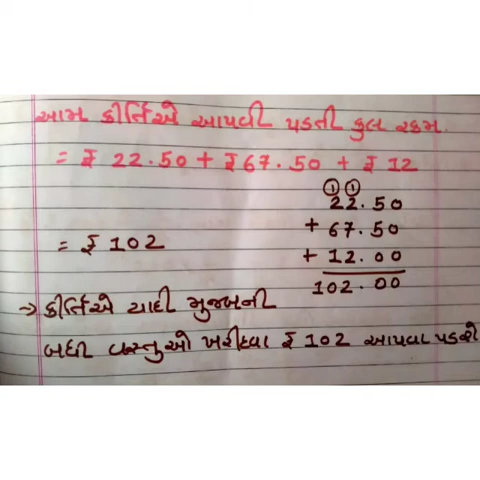 આમ કીર્તિએ આપવી પડતી કુલ રકમ.
= ₹ 22.50 + ₹ 67.50 + ₹ 12
① ①
22.50
+ 67.50
= ₹ 102
+ 12.00
102.00
→ કીર્તિએ યાદી મુજબની
બધી વસ્તુઓ ખરીદવા ₹ 102 આપવા પડશે